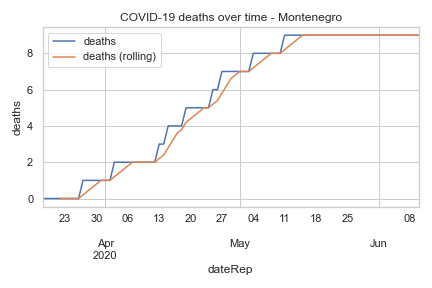 COVID-19 deaths over time - Montenegro
deaths
deaths (rolling)
deaths
8
6
4
2
0
23 30 06 13 20 27 04 11 18 25 08
Apr May Jun
2020
dateRep